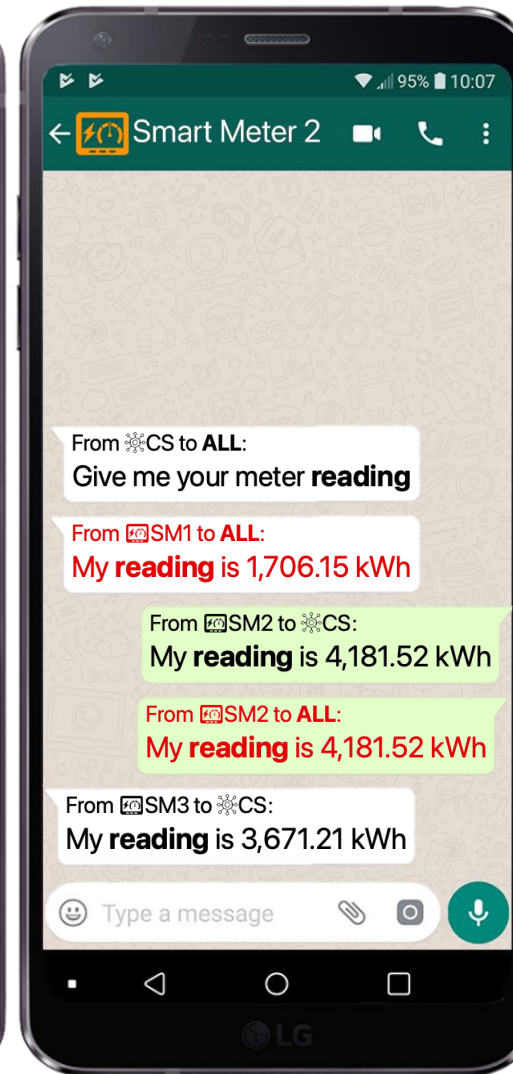 95% 10:07
Smart Meter 2
From CS to ALL:
Give me your meter reading
From SM1 to ALL:
My reading is 1,706.15 kWh
From SM2 to CS:
My reading is 4,181.52 kWh
From SM2 to ALL:
My reading is 4,181.52 kWh
From SM3 to CS:
My reading is 3,671.21 kWh
Type a message
LG